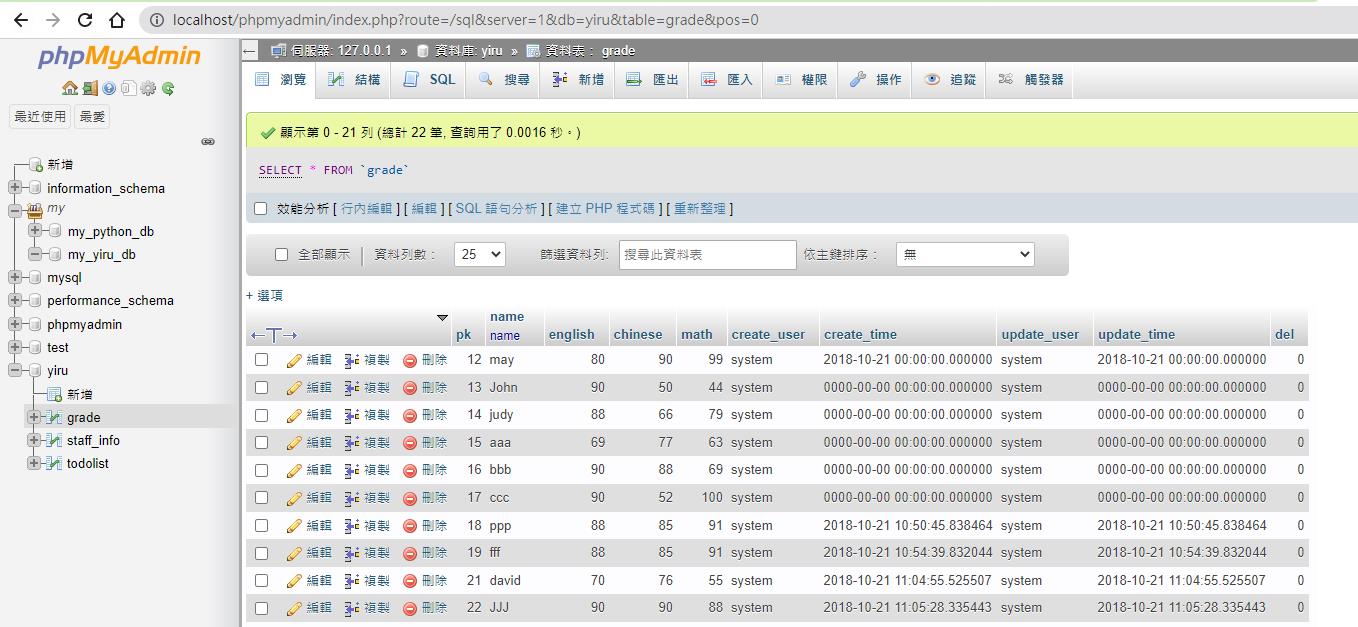 localhost/phpmyadmin/index.php?route=/sql&server=1&db=yiru&table=grade&pos=0
phpMyAdmin
最近使用 最愛
新增
information_schema
my
my_python_db
my_yiru_db
mysql
performance_schema
phpmyadmin
test
yiru
新增
grade
staff_info
todolist
伺服器: 127.0.0.1 » 資料庫: yiru » 資料表： grade
瀏覽 結構 SQL 搜尋 新增 匯出 匯入 權限 操作 追蹤 觸發器
顯示第 0 - 21 列 (總計 22 筆, 查詢用了 0.0016 秒。)
SELECT * FROM `grade`
效能分析 [ 行內編輯 ] [ 編輯 ] [ SQL 語句分析 ] [ 建立 PHP 程式碼 ] [ 重新整理 ]
全部顯示 | 資料列數： 25 篩選資料列: 搜尋此資料表 依主鍵排序： 無
+ 選項
←T→ pk name name english chinese math create_user create_time update_user update_time del
編輯 複製 刪除 12 may 80 90 99 system 2018-10-21 00:00:00.000000 system 2018-10-21 00:00:00.000000 0
編輯 複製 刪除 13 John 90 50 44 system 0000-00-00 00:00:00.000000 system 0000-00-00 00:00:00.000000 0
編輯 複製 刪除 14 judy 88 66 79 system 0000-00-00 00:00:00.000000 system 0000-00-00 00:00:00.000000 0
編輯 複製 刪除 15 aaa 69 77 63 system 0000-00-00 00:00:00.000000 system 0000-00-00 00:00:00.000000 0
編輯 複製 刪除 16 bbb 90 88 69 system 0000-00-00 00:00:00.000000 system 0000-00-00 00:00:00.000000 0
編輯 複製 刪除 17 ccc 90 52 100 system 0000-00-00 00:00:00.000000 system 0000-00-00 00:00:00.000000 0
編輯 複製 刪除 18 ppp 88 85 91 system 2018-10-21 10:50:45.838464 system 2018-10-21 10:50:45.838464 0
編輯 複製 刪除 19 fff 88 85 91 system 2018-10-21 10:54:39.832044 system 2018-10-21 10:54:39.832044 0
編輯 複製 刪除 21 david 70 76 55 system 2018-10-21 11:04:55.525507 system 2018-10-21 11:04:55.525507 0
編輯 複製 刪除 22 JJJ 90 90 88 system 2018-10-21 11:05:28.335443 system 2018-10-21 11:05:28.335443 0